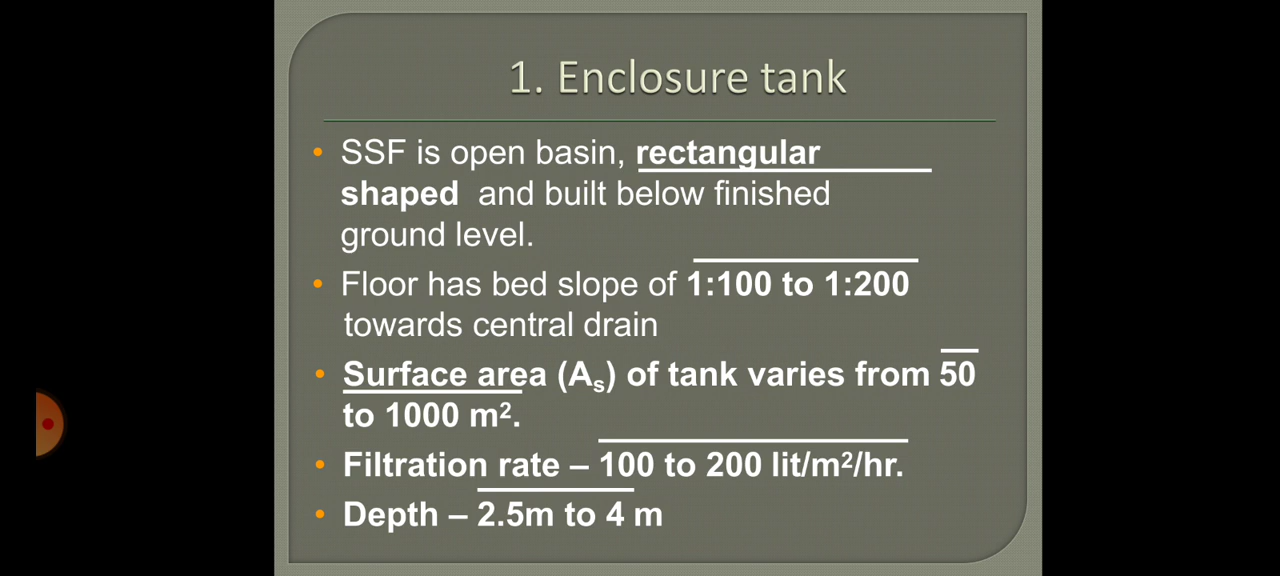 1. Enclosure tank
• SSF is open basin, rectangular
shaped and built below finished
ground level.
• Floor has bed slope of 1:100 to 1:200
towards central drain
• Surface area (Aₛ) of tank varies from 50
to 1000 m².
• Filtration rate – 100 to 200 lit/m²/hr.
• Depth – 2.5m to 4 m